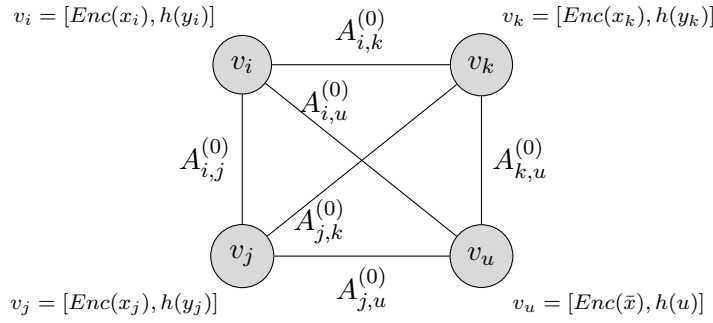 v_i = [Enc(x_i), h(y_i)]
v_k = [Enc(x_k), h(y_k)]
A_{i,k}^{(0)}
v_i
v_k
A_{i,u}^{(0)}
A_{i,j}^{(0)}
A_{k,u}^{(0)}
A_{j,k}^{(0)}
v_j
v_u
A_{j,u}^{(0)}
v_j = [Enc(x_j), h(y_j)]
v_u = [Enc(x̄), h(u)]